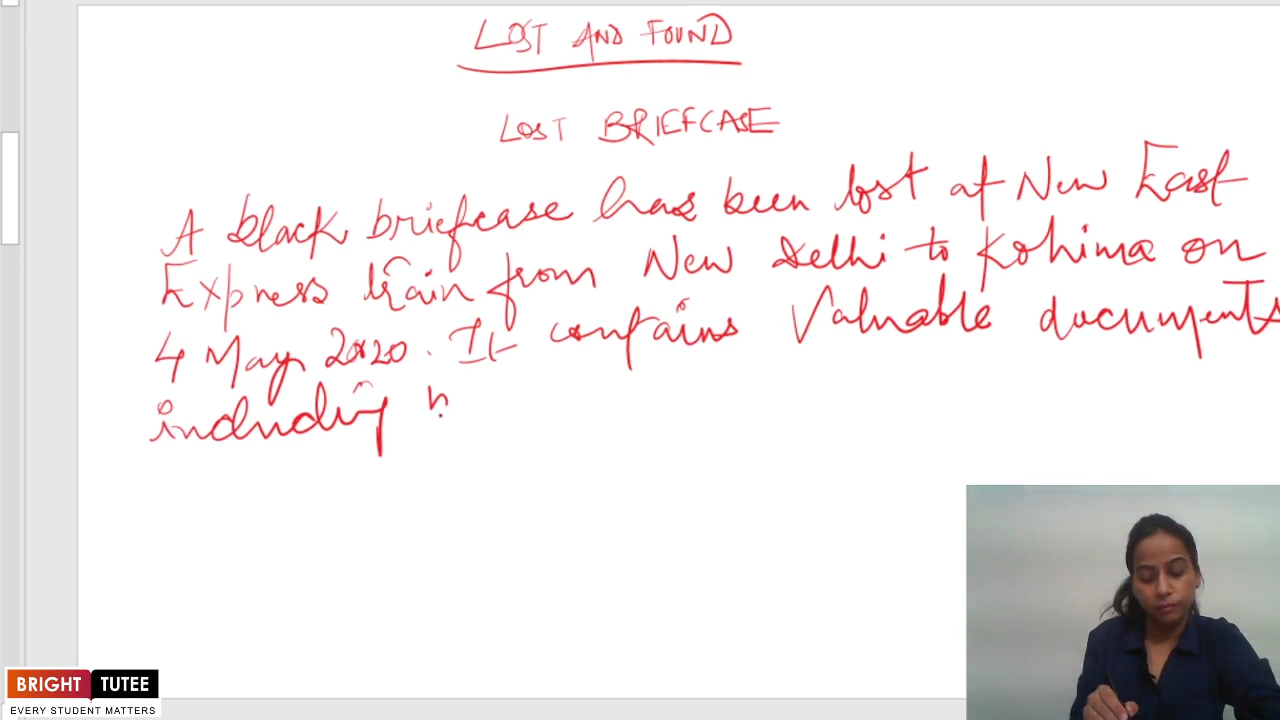 LOST AND FOUND
LOST BRIEFCASE
A black briefcase has been lost at New East
Express train from New Delhi to Kohima on
4 May 2020. It contains Valuable documents
including
BRIGHT TUTEE
EVERY STUDENT MATTERS